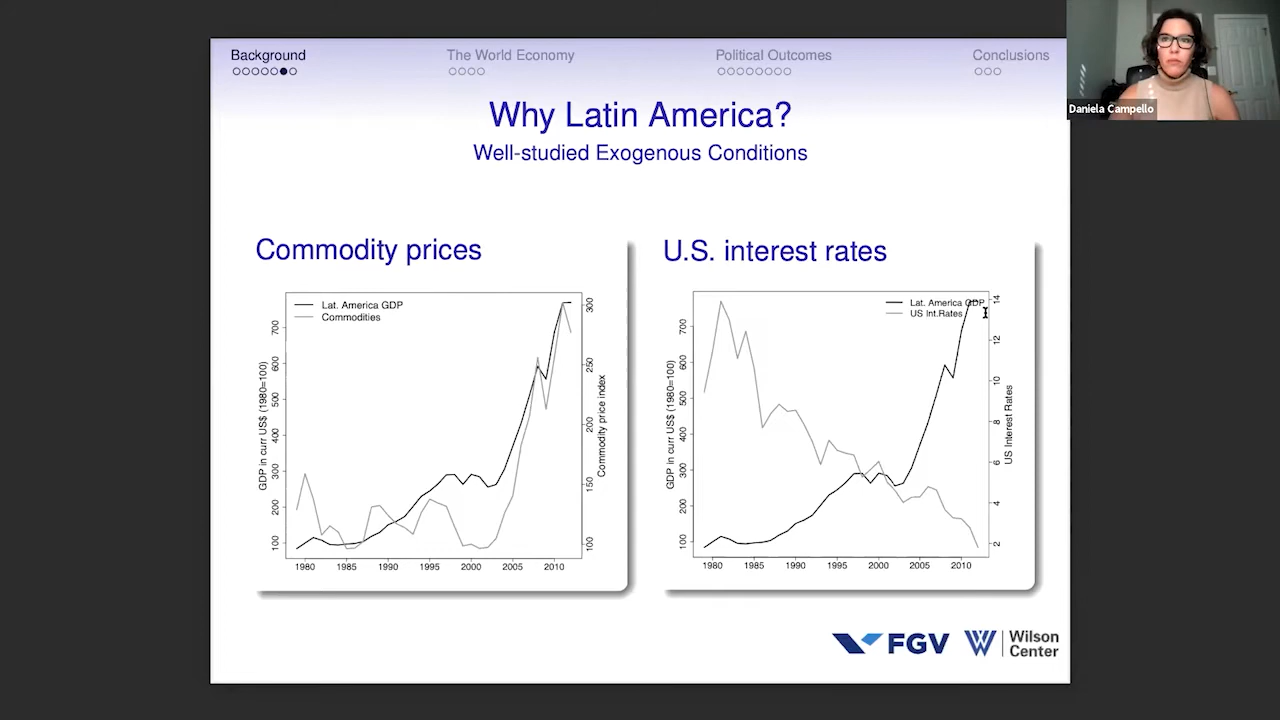 Background
The World Economy
Political Outcomes
Conclusions
Daniela Campello
Why Latin America?
Well-studied Exogenous Conditions
Commodity prices
Lat. America GDP
Commodities
GDP in curr US$ (1980=100)
100
200
300
400
500
600
700
Commodity price index
100
150
200
250
300
1980
1985
1990
1995
2000
2005
2010
U.S. interest rates
Lat. America GDP
US Int.Rates
GDP in curr US$ (1980=100)
100
200
300
400
500
600
700
US Interest Rates
2
4
6
8
10
12
14
1980
1985
1990
1995
2000
2005
2010
FGV
Wilson
Center